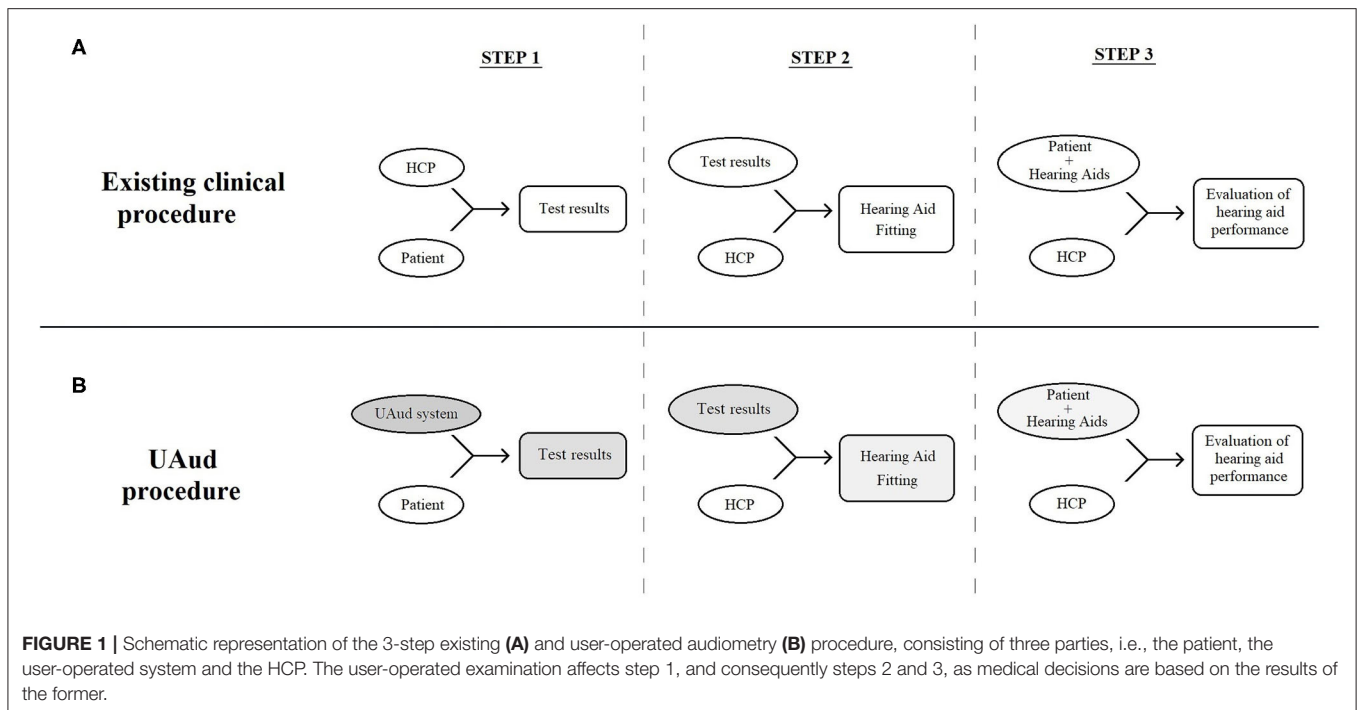 A
STEP 1
STEP 2
STEP 3
Existing clinical
procedure
HCP
Patient
Test results
Test results
HCP
Hearing Aid
Fitting
Patient
+
Hearing Aids
HCP
Evaluation of
hearing aid
performance
B
UAud
procedure
UAud system
Patient
Test results
Test results
HCP
Hearing Aid
Fitting
Patient
+
Hearing Aids
HCP
Evaluation of
hearing aid
performance
FIGURE 1 | Schematic representation of the 3-step existing (A) and user-operated audiometry (B) procedure, consisting of three parties, i.e., the patient, the
user-operated system and the HCP. The user-operated examination affects step 1, and consequently steps 2 and 3, as medical decisions are based on the results of
the former.